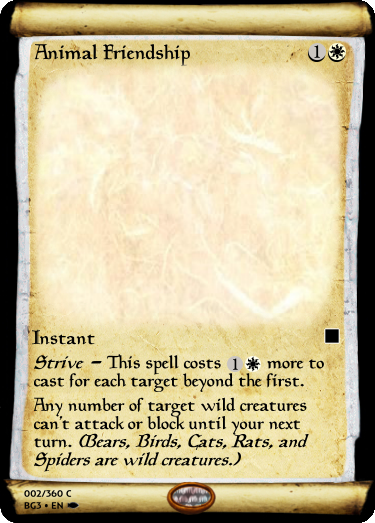 Animal Friendship 1
Instant
Strive – This spell costs 1 more to
cast for each target beyond the first.
Any number of target wild creatures
can't attack or block until your next
turn. (Bears, Birds, Cats, Rats, and
Spiders are wild creatures.)
002/360 C
BG3 • EN